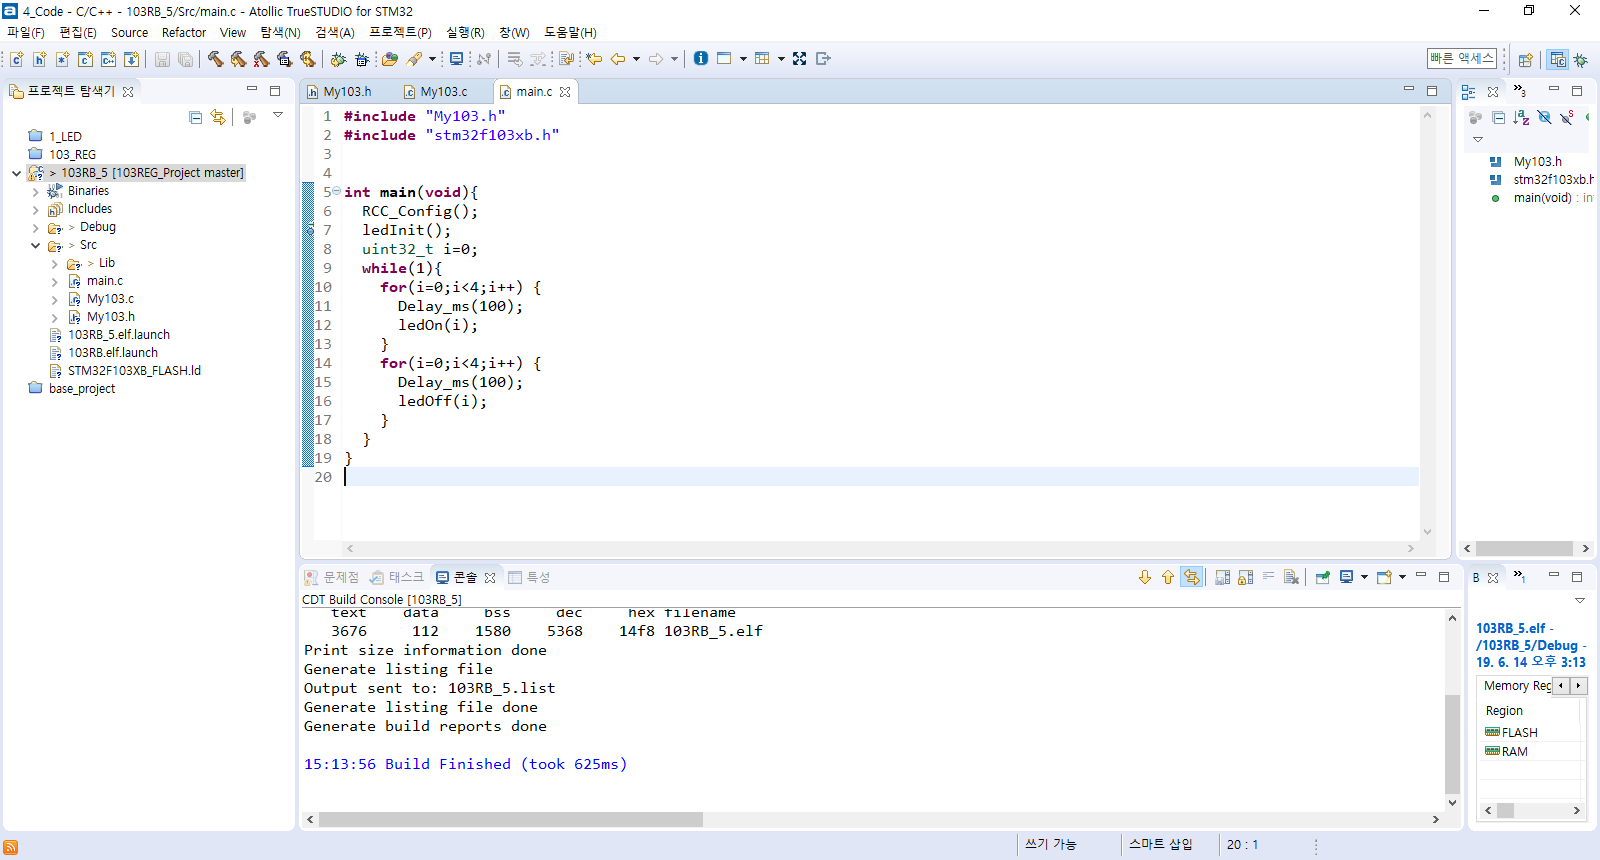 4_Code - C/C++ - 103RB_5/Src/main.c - Atollic TrueSTUDIO for STM32
파일(F) 편집(E) Source Refactor View 탐색(N) 검색(A) 프로젝트(P) 실행(R) 창(W) 도움말(H)
빠른 액세스
프로젝트 탐색기
1_LED
103_REG
> 103RB_5 [103REG_Project master]
Binaries
Includes
> Debug
> Src
> Lib
main.c
My103.c
My103.h
103RB_5.elf.launch
103RB.elf.launch
STM32F103XB_FLASH.ld
base_project
My103.h My103.c main.c
1 #include "My103.h"
2 #include "stm32f103xb.h"
3
4
5 int main(void){
6 RCC_Config();
7 ledInit();
8 uint32_t i=0;
9 while(1){
10 for(i=0;i<4;i++) {
11 Delay_ms(100);
12 ledOn(i);
13 }
14 for(i=0;i<4;i++) {
15 Delay_ms(100);
16 ledOff(i);
17 }
18 }
19 }
20
3
My103.h
stm32f103xb.h
main(void) : in
문제점 태스크 콘솔 특성
CDT Build Console [103RB_5]
text data bss dec hex filename
3676 112 1580 5368 14f8 103RB_5.elf
Print size information done
Generate listing file
Output sent to: 103RB_5.list
Generate listing file done
Generate build reports done
15:13:56 Build Finished (took 625ms)
B 1
103RB_5.elf -
/103RB_5/Debug -
19. 6. 14 오후 3:13
Memory Reg
Region
FLASH
RAM
쓰기 가능 스마트 삽입 20 : 1